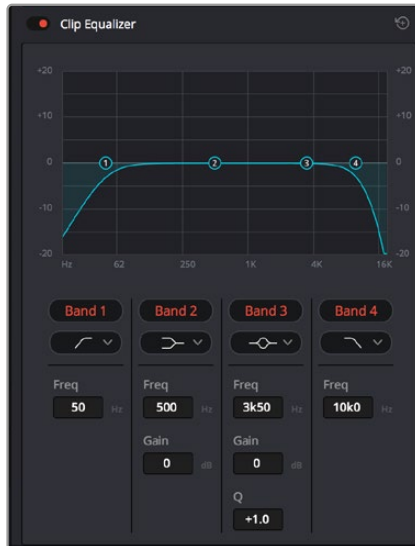 Clip Equalizer
+20 +20
+10 +10
0 1 2 3 4 0
-10 -10
-20 -20
Hz 62 250 1K 4K 16K
Band 1 Band 2 Band 3 Band 4
Freq Freq Freq Freq
50 Hz 500 Hz 3k50 Hz 10k0 Hz
Gain Gain
0 dB 0 dB
Q
+1.0